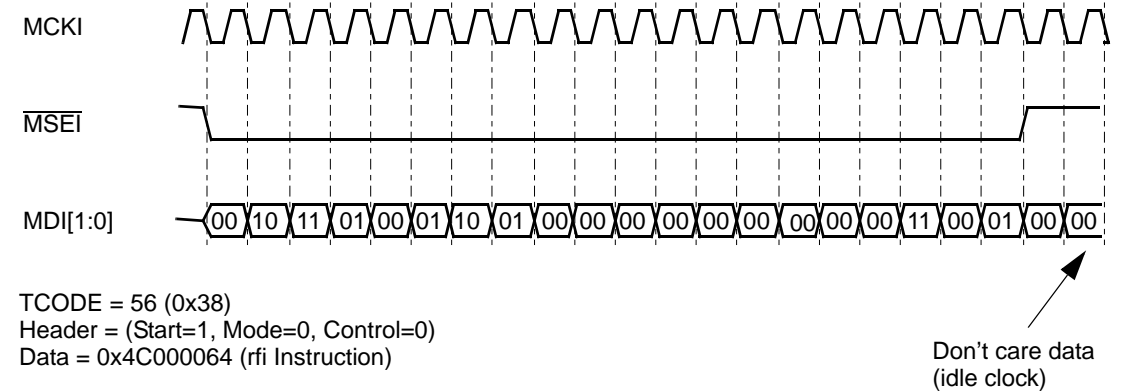 MCKI
MSEI
MDI[1:0] 00 10 11 01 00 01 10 01 00 00 00 00 00 00 00 00 00 11 00 01 00 00
TCODE = 56 (0x38)
Header = (Start=1, Mode=0, Control=0)
Data = 0x4C000064 (rfi Instruction)
Don't care data
(idle clock)